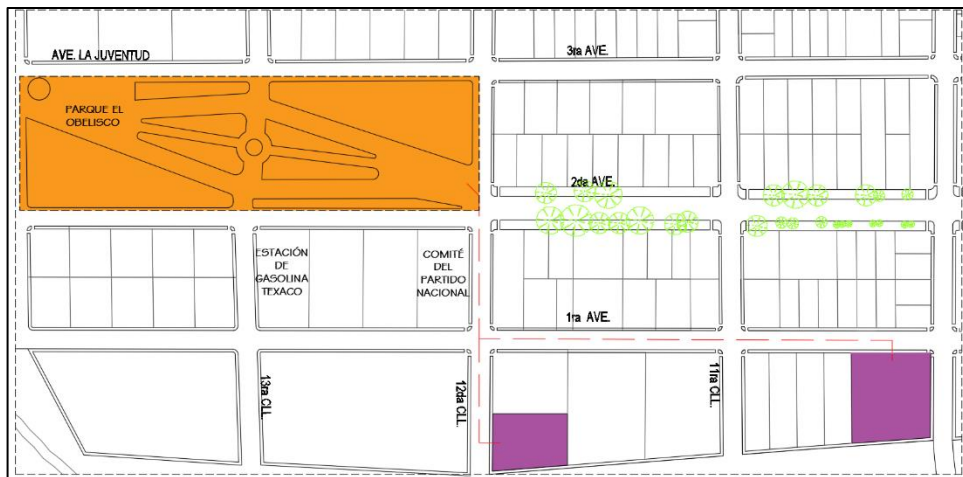 AVE. LA JUVENTUD
3ra AVE.
PARQUE EL
OBELISCO
2da AVE.
ESTACIÓN
DE
GASOLINA
TEXACO
COMITÉ
DEL
PARTIDO
NACIONAL
1ra AVE.
13ra CLL.
12da CLL.
11ra CLL.